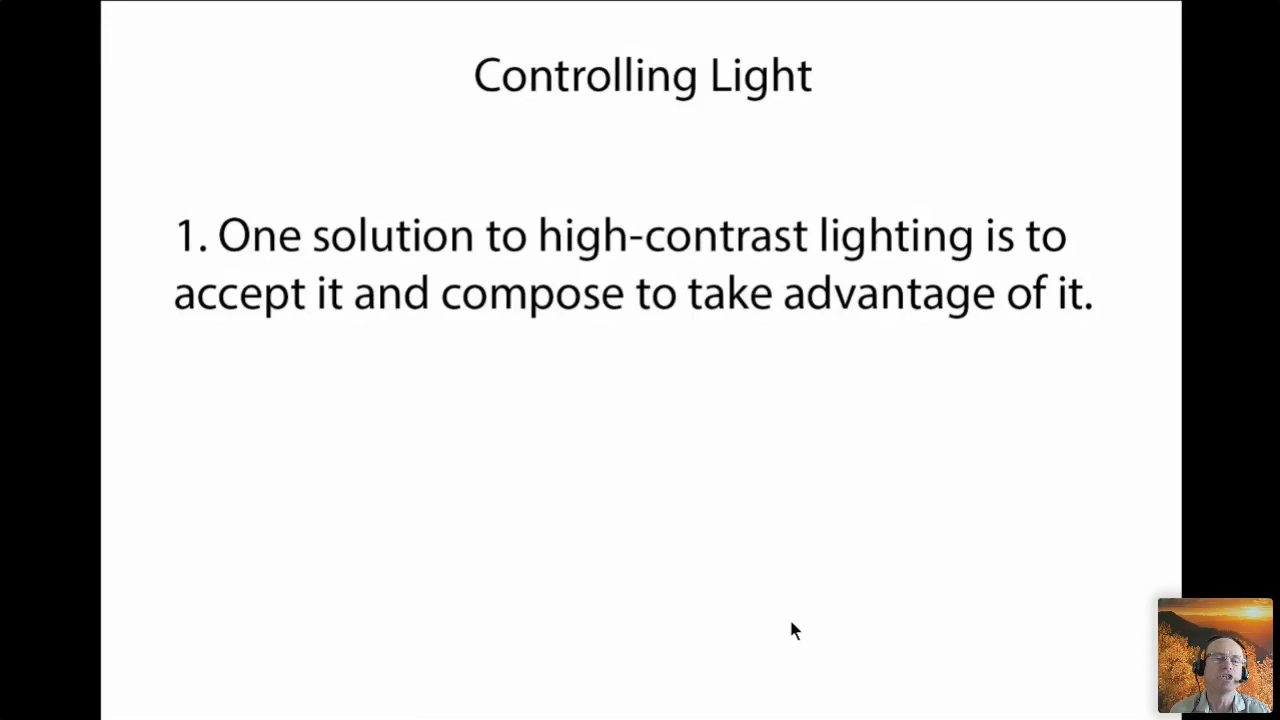 Controlling Light
1. One solution to high-contrast lighting is to
accept it and compose to take advantage of it.